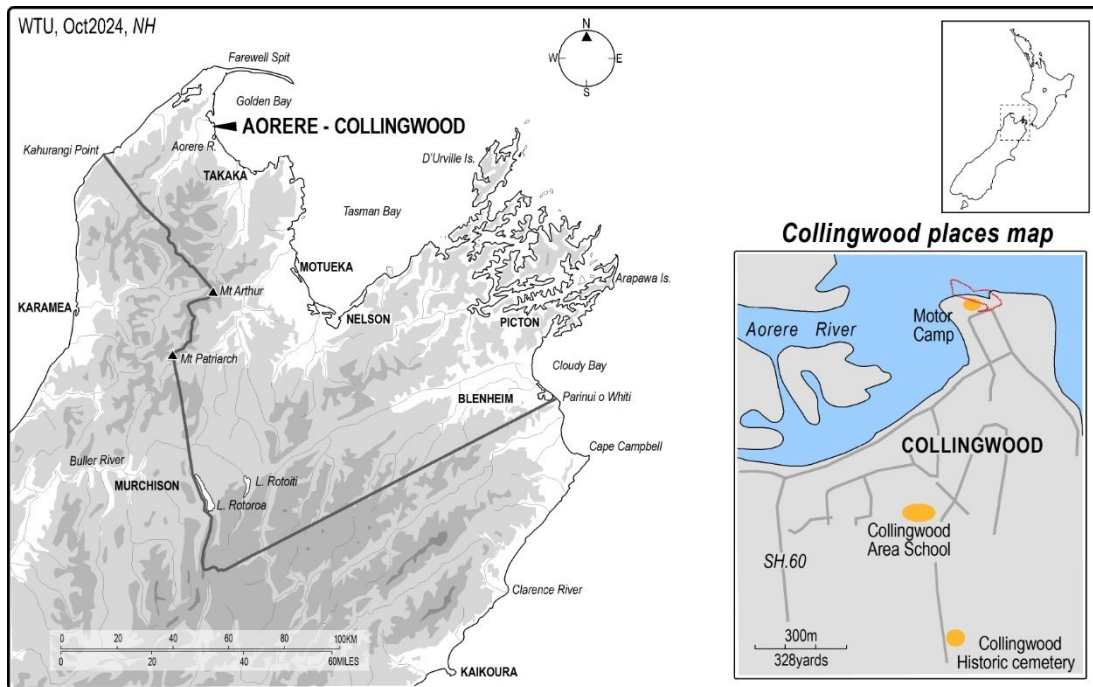 WTU, Oct2024, NH
N
W
E
S
Farewell Spit
Golden Bay
AORERE - COLLINGWOOD
Kahurangi Point
Aorere R.
TAKAKA
D'Urville Is.
Tasman Bay
MOTUEKA
Mt Arthur
Arapawa Is.
KARAMEA
NELSON
PICTON
Mt Patriarch
Cloudy Bay
BLENHEIM
Parinui o Whiti
Cape Campbell
Buller River
MURCHISON
L. Rotoiti
L. Rotoroa
Clarence River
0 20 40 60 80 100KM
0 20 40 60MILES
KAIKOURA
Collingwood places map
Aorere River
Motor
Camp
COLLINGWOOD
Collingwood
Area School
SH.60
300m
328yards
Collingwood
Historic cemetery